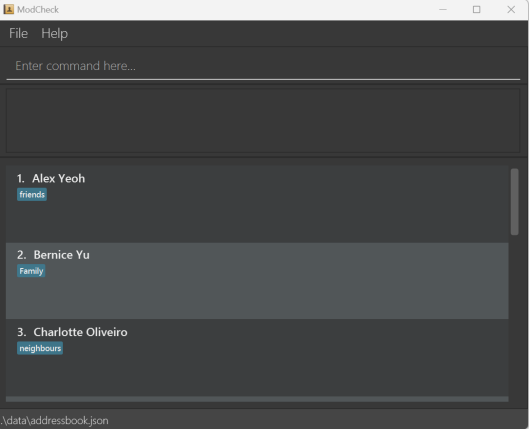 ModCheck
File Help
Enter command here...
1. Alex Yeoh
friends
2. Bernice Yu
Family
3. Charlotte Oliveiro
neighbours
.\data\addressbook.json